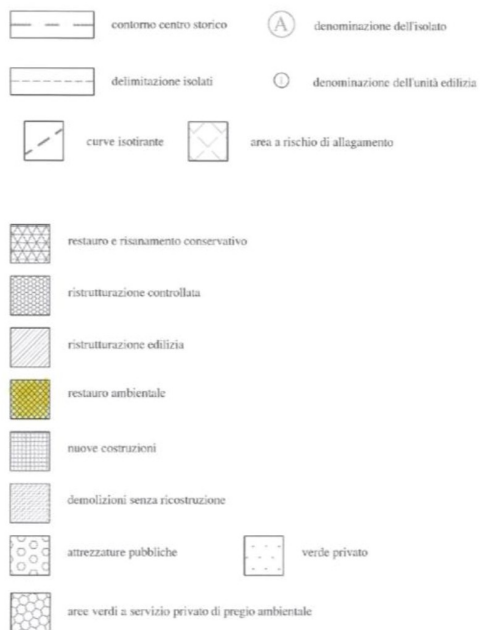 contorno centro storico
A
denominazione dell'isolato
delimitazione isolati
1
denominazione dell'unità edilizia
curve isotirante
area a rischio di allagamento
restauro e risanamento conservativo
ristrutturazione controllata
ristrutturazione edilizia
restauro ambientale
nuove costruzioni
demolizioni senza ricostruzione
attrezzature pubbliche
verde privato
aree verdi a servizio privato di pregio ambientale